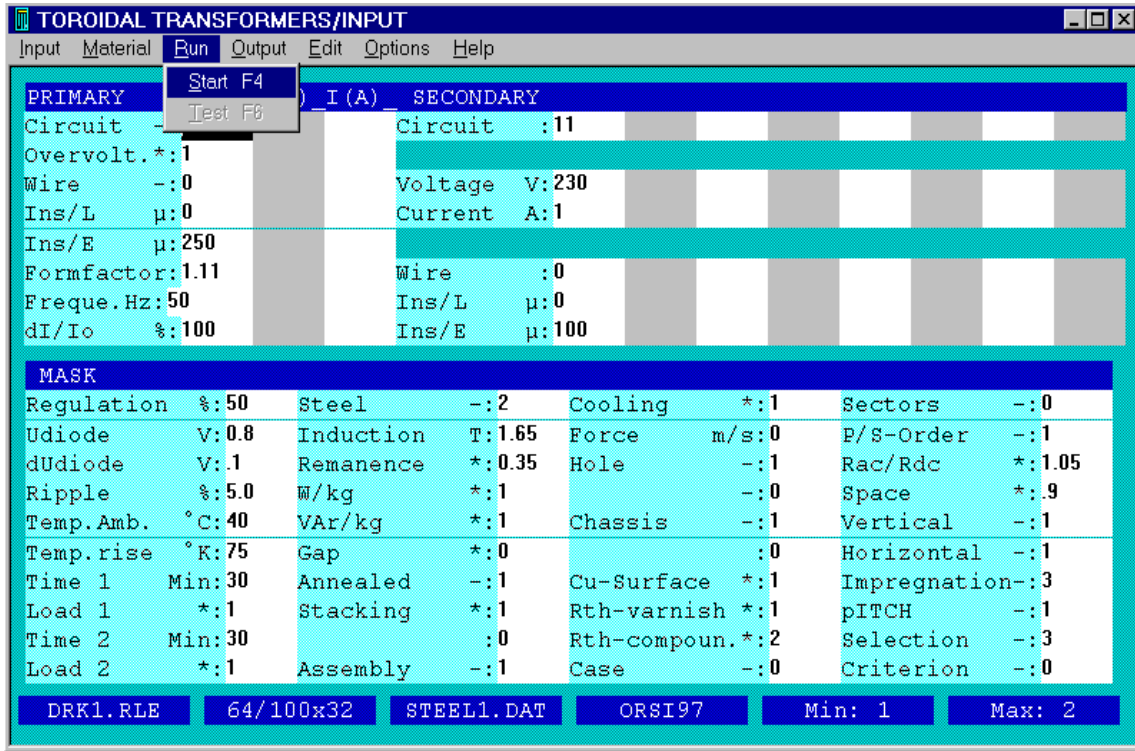 TOROIDAL TRANSFORMERS/INPUT
Input Material Run Output Edit Options Help
Start F4
Test F6
PRIMARY )_I(A)_ SECONDARY
Circuit - Circuit :11
Overvolt.*:1
Wire -:0 Voltage V:230
Ins/L µ:0 Current A:1
Ins/E µ:250
Formfactor:1.11 Wire :0
Freque.Hz:50 Ins/L µ:0
dI/Io %:100 Ins/E µ:100
MASK
Regulation %:50 Steel -:2 Cooling *:1 Sectors -:0
Udiode V:0.8 Induction T:1.65 Force m/s:0 P/S-Order -:1
dUdiode V:.1 Remanence *:0.35 Hole -:1 Rac/Rdc *:1.05
Ripple %:5.0 W/kg *:1 -:0 Space *:.9
Temp.Amb. °C:40 VAr/kg *:1 Chassis -:1 Vertical -:1
Temp.rise °K:75 Gap *:0 :0 Horizontal -:1
Time 1 Min:30 Annealed -:1 Cu-Surface *:1 Impregnation-:3
Load 1 *:1 Stacking *:1 Rth-varnish *:1 pITCH -:1
Time 2 Min:30 :0 Rth-compoun.*:2 Selection -:3
Load 2 *:1 Assembly -:1 Case -:0 Criterion -:0
DRK1.RLE 64/100x32 STEEL1.DAT ORSI97 Min: 1 Max: 2